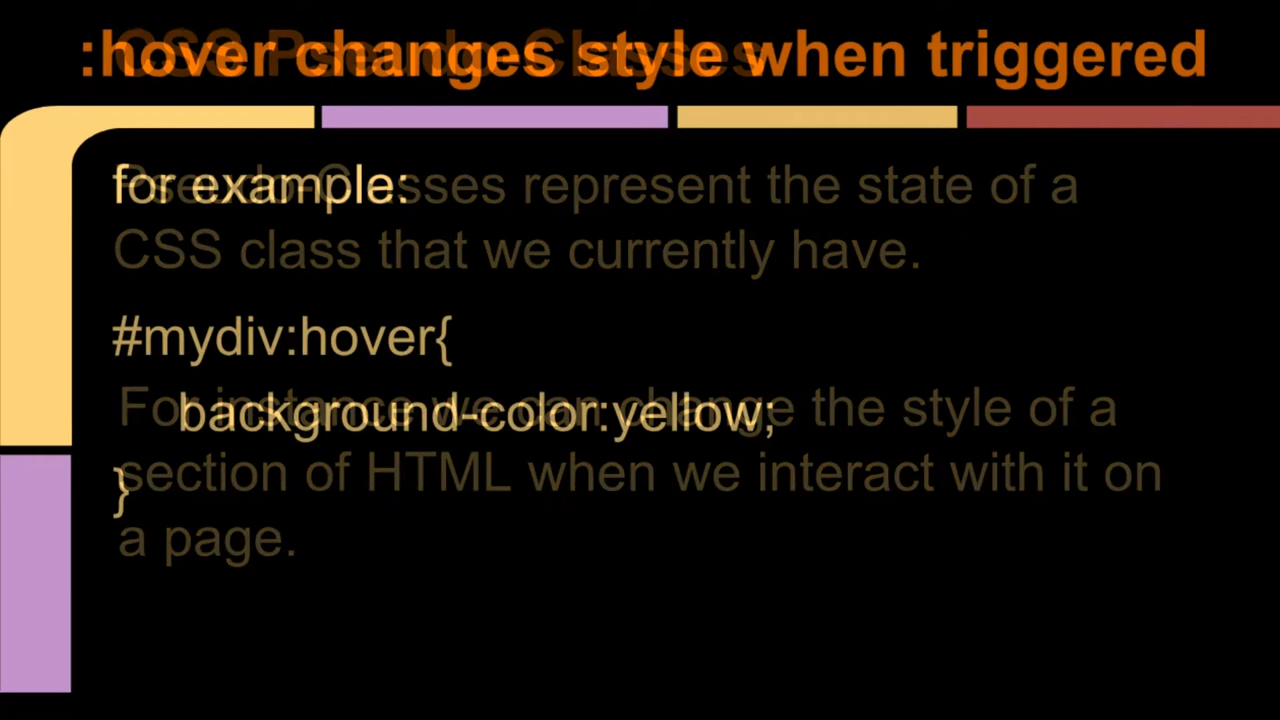 :hover changes style when triggered
CSS Pseudo-Classes
for example:
Pseudo-Classes represent the state of a
CSS class that we currently have.
#mydiv:hover{
background-color:yellow;
For instance we can change the style of a
}
section of HTML when we interact with it on
a page.